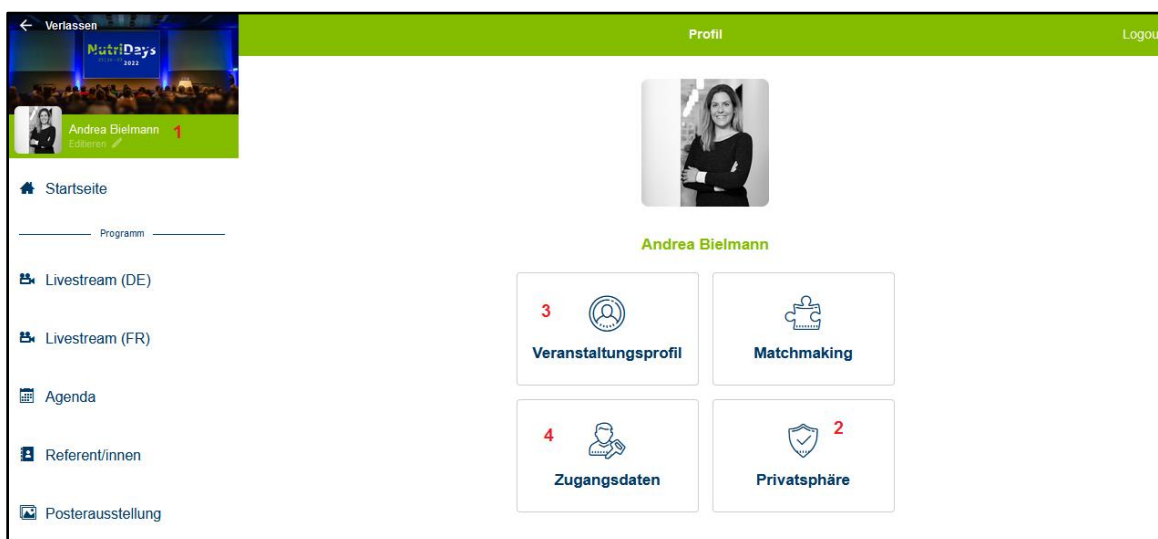 Verlassen
NutriDays
2022
Andrea Bielmann 1
Editieren
Startseite
Programm
Livestream (DE)
Livestream (FR)
Agenda
Referent/innen
Posterausstellung
Profil
Logou
Andrea Bielmann
3
Veranstaltungsprofil
Matchmaking
4
Zugangsdaten
2
Privatsphäre